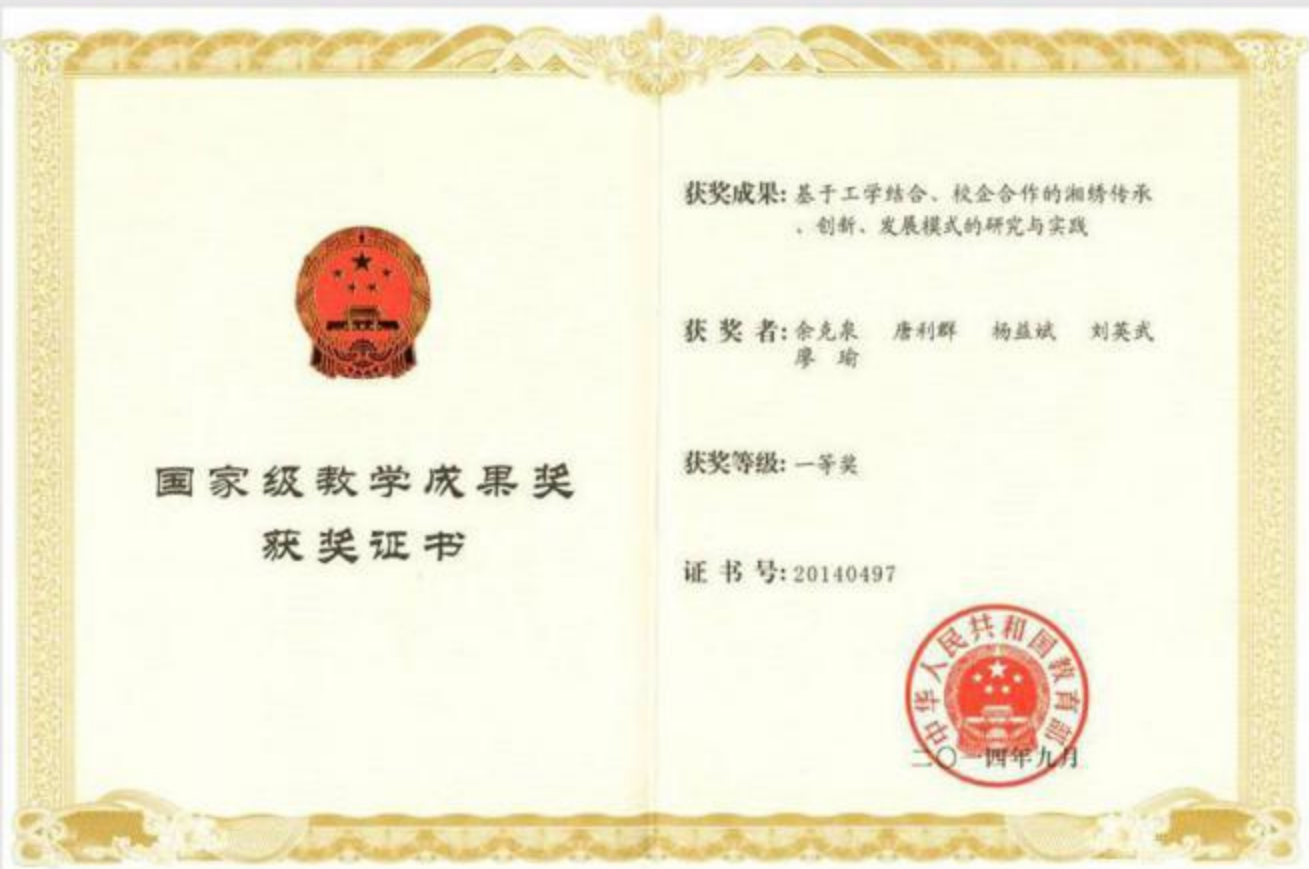 国家级教学成果奖
获奖证书
获奖成果: 基于工学结合、校企合作的湘绣传承
、创新、发展模式的研究与实践
获 奖 者: 余克泉 唐利群 杨益斌 刘英武
廖 瑜
获奖等级: 一等奖
证 书 号: 20140497
中华人民共和国教育部
二〇一四年九月